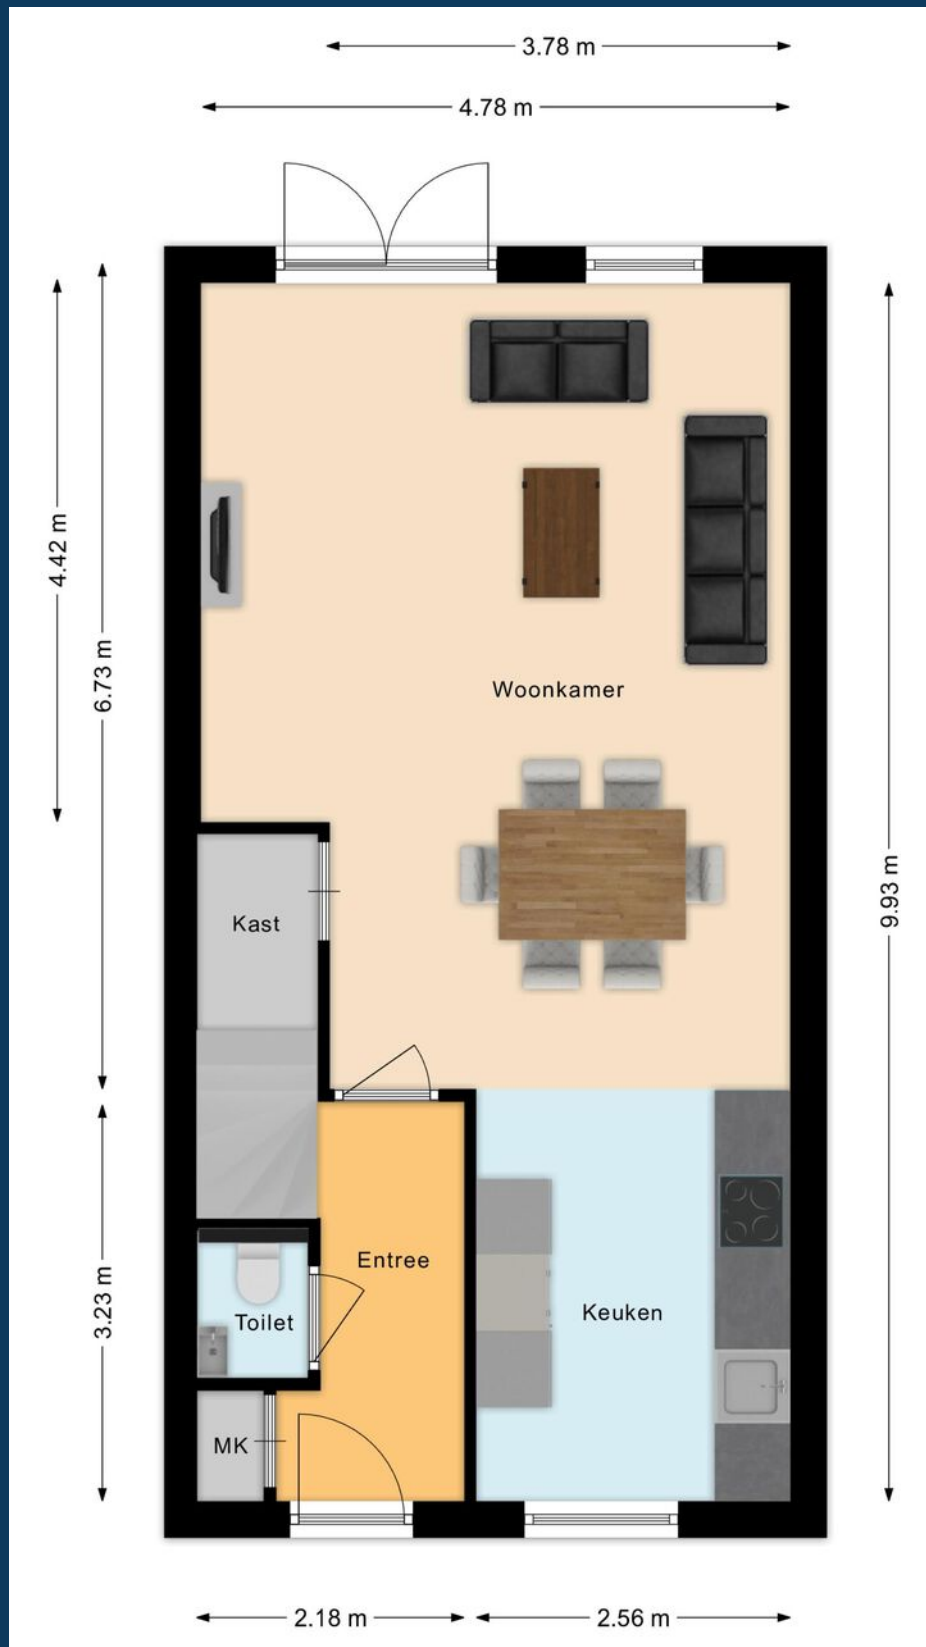 3.78 m
4.78 m
4.42 m
6.73 m
Woonkamer
9.93 m
Kast
Entree
3.23 m
Toilet
Keuken
MK
2.18 m
2.56 m